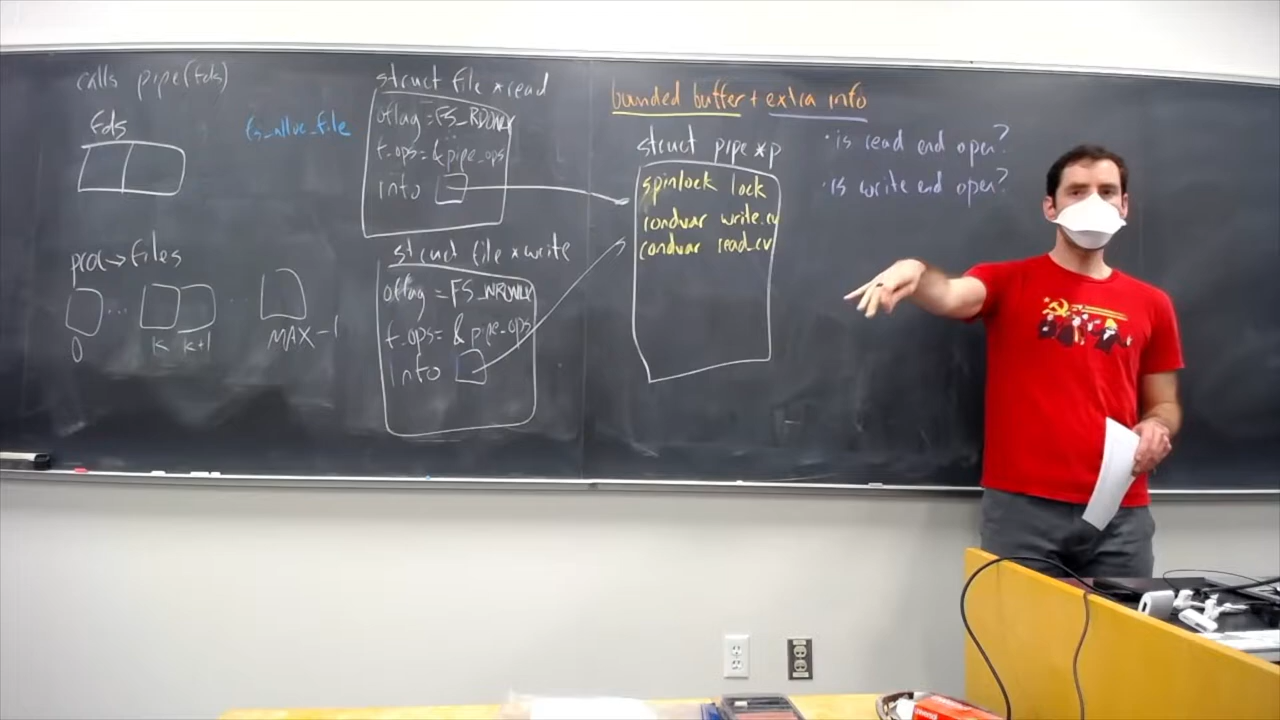 calls pipe(fds)
fds
fs_alloc_file
proc→files
0
...
K
K+1
...
MAX-1
struct file *read
oflag = FS_RDONLY
f_ops = &pipe_ops
info
struct file *write
oflag = FS_WRONLY
f_ops = & pipe_ops
info
bounded buffer + extra info
struct pipe *p
spinlock lock
condvar write_cv
condvar read_cv
· is read end open?
· is write end open?